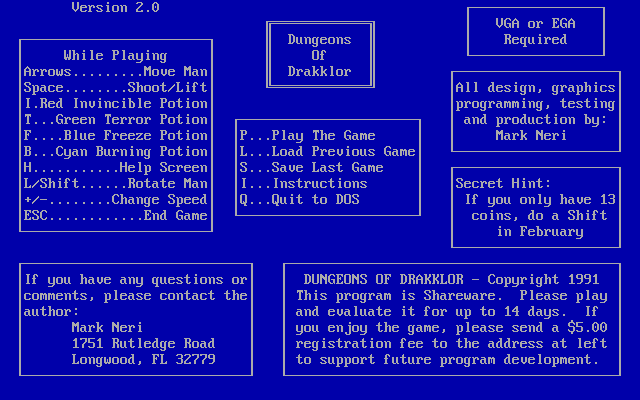 Version 2.0
While Playing
Arrows.........Move Man
Space........Shoot/Lift
I.Red Invincible Potion
T...Green Terror Potion
F....Blue Freeze Potion
B...Cyan Burning Potion
H...........Help Screen
L/Shift......Rotate Man
+/-........Change Speed
ESC............End Game
Dungeons
Of
Drakklor
P...Play The Game
L...Load Previous Game
S...Save Last Game
I...Instructions
Q...Quit to DOS
VGA or EGA
Required
All design, graphics
programming, testing
and production by:
Mark Neri
Secret Hint:
If you only have 13
coins, do a Shift
in February
If you have any questions or
comments, please contact the
author:
Mark Neri
1751 Rutledge Road
Longwood, FL 32779
DUNGEONS OF DRAKKLOR - Copyright 1991
This program is Shareware.  Please play
and evaluate it for up to 14 days.  If
you enjoy the game, please send a $5.00
registration fee to the address at left
to support future program development.